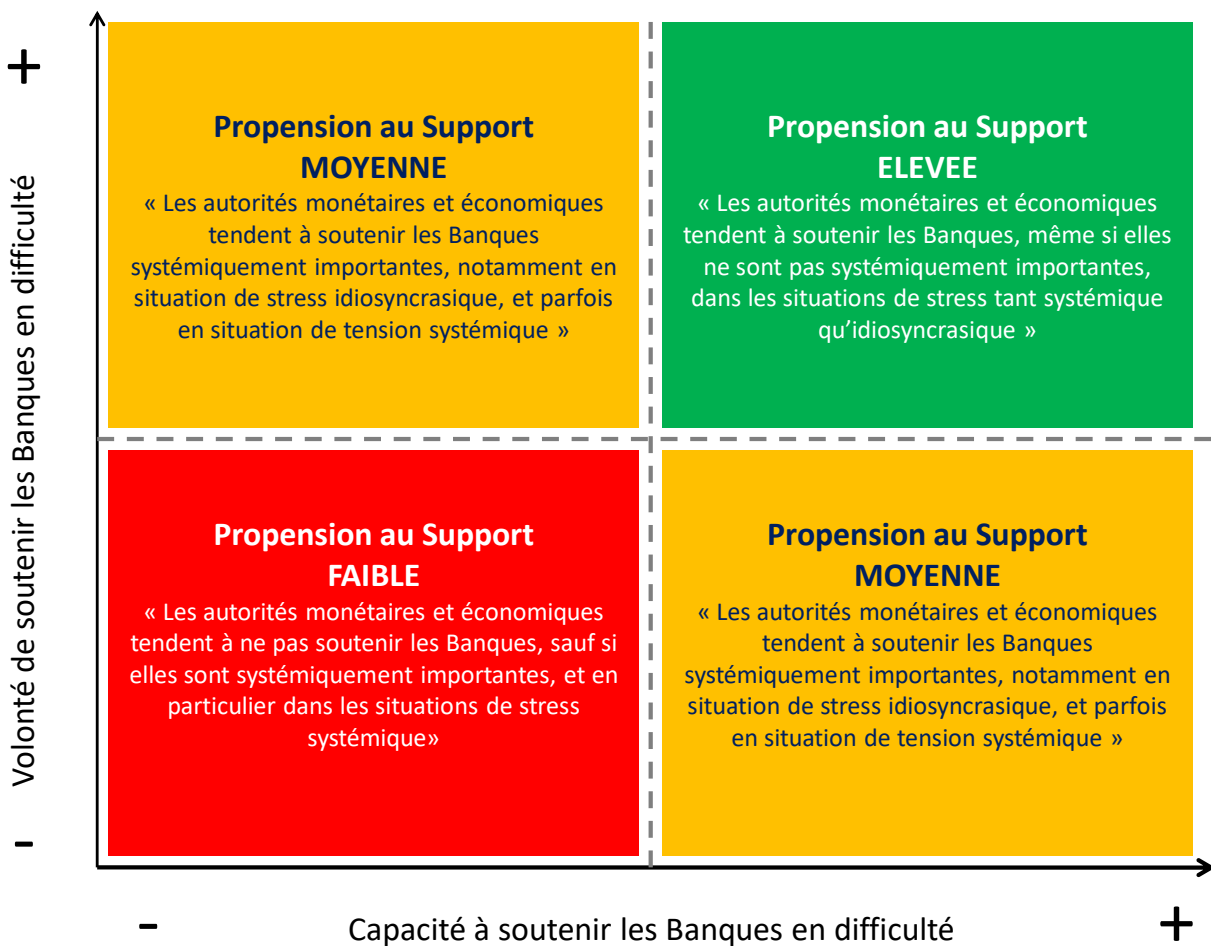 +
Volonté de soutenir les Banques en difficulté
-
Propension au Support
MOYENNE
« Les autorités monétaires et économiques
tendent à soutenir les Banques
systémiquement importantes, notamment en
situation de stress idiosyncrasique, et parfois
en situation de tension systémique »
Propension au Support
ELEVEE
« Les autorités monétaires et économiques
tendent à soutenir les Banques, même si elles
ne sont pas systémiquement importantes,
dans les situations de stress tant systémique
qu’idiosyncrasique »
Propension au Support
FAIBLE
« Les autorités monétaires et économiques
tendent à ne pas soutenir les Banques, sauf si
elles sont systémiquement importantes, et en
particulier dans les situations de stress
systémique»
Propension au Support
MOYENNE
« Les autorités monétaires et économiques
tendent à soutenir les Banques
systémiquement importantes, notamment en
situation de stress idiosyncrasique, et parfois
en situation de tension systémique »
-
Capacité à soutenir les Banques en difficulté
+